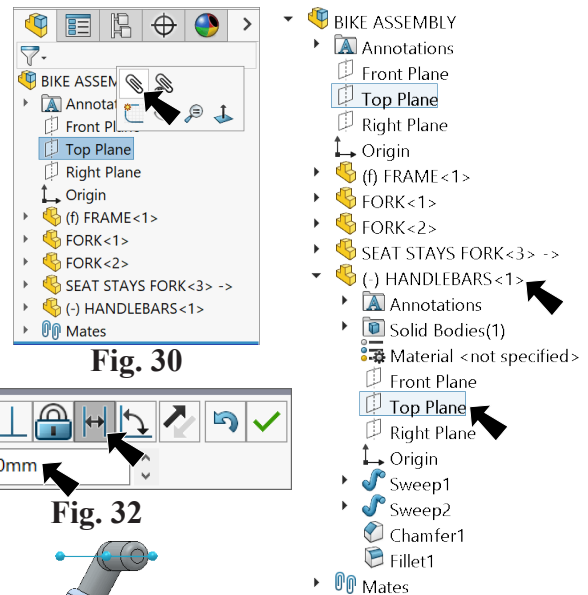 BIKE ASSEM
Annotat
Front Pl
Top Plane
Right Plane
Origin
(f) FRAME<1>
FORK<1>
FORK<2>
SEAT STAYS FORK<3> ->
(-) HANDLEBARS<1>
Mates
Fig. 30
0mm
Fig. 32
BIKE ASSEMBLY
Annotations
Front Plane
Top Plane
Right Plane
Origin
(f) FRAME<1>
FORK<1>
FORK<2>
SEAT STAYS FORK<3> ->
(-) HANDLEBARS<1>
Annotations
Solid Bodies(1)
Material <not specified>
Front Plane
Top Plane
Right Plane
Origin
Sweep1
Sweep2
Chamfer1
Fillet1
Mates